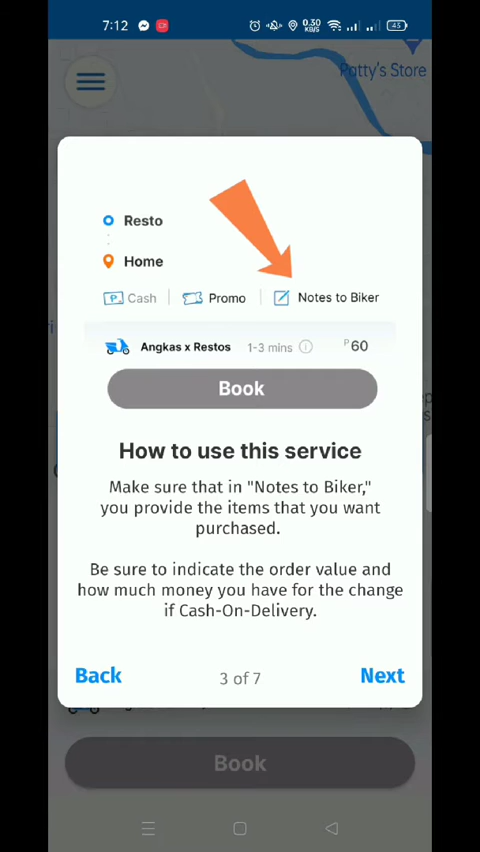 7:12
0.30
KB/S
45
Patty's Store
Resto
Home
P Cash
Promo
Notes to Biker
Angkas x Restos 1-3 mins i P60
Book
How to use this service
Make sure that in "Notes to Biker,"
you provide the items that you want
purchased.
Be sure to indicate the order value and
how much money you have for the change
if Cash-On-Delivery.
Back
3 of 7
Next
Book